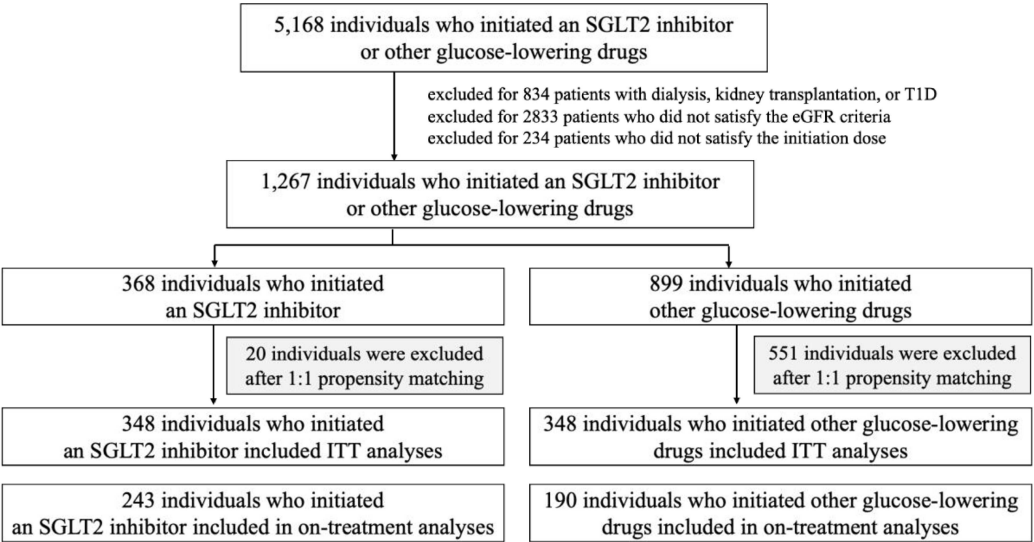 5,168 individuals who initiated an SGLT2 inhibitor
or other glucose-lowering drugs
excluded for 834 patients with dialysis, kidney transplantation, or T1D
excluded for 2833 patients who did not satisfy the eGFR criteria
excluded for 234 patients who did not satisfy the initiation dose
1,267 individuals who initiated an SGLT2 inhibitor
or other glucose-lowering drugs
368 individuals who initiated
an SGLT2 inhibitor
899 individuals who initiated
other glucose-lowering drugs
20 individuals were excluded
after 1:1 propensity matching
551 individuals were excluded
after 1:1 propensity matching
348 individuals who initiated
an SGLT2 inhibitor included ITT analyses
348 individuals who initiated other glucose-lowering
drugs included ITT analyses
243 individuals who initiated
an SGLT2 inhibitor included in on-treatment analyses
190 individuals who initiated other glucose-lowering
drugs included in on-treatment analyses